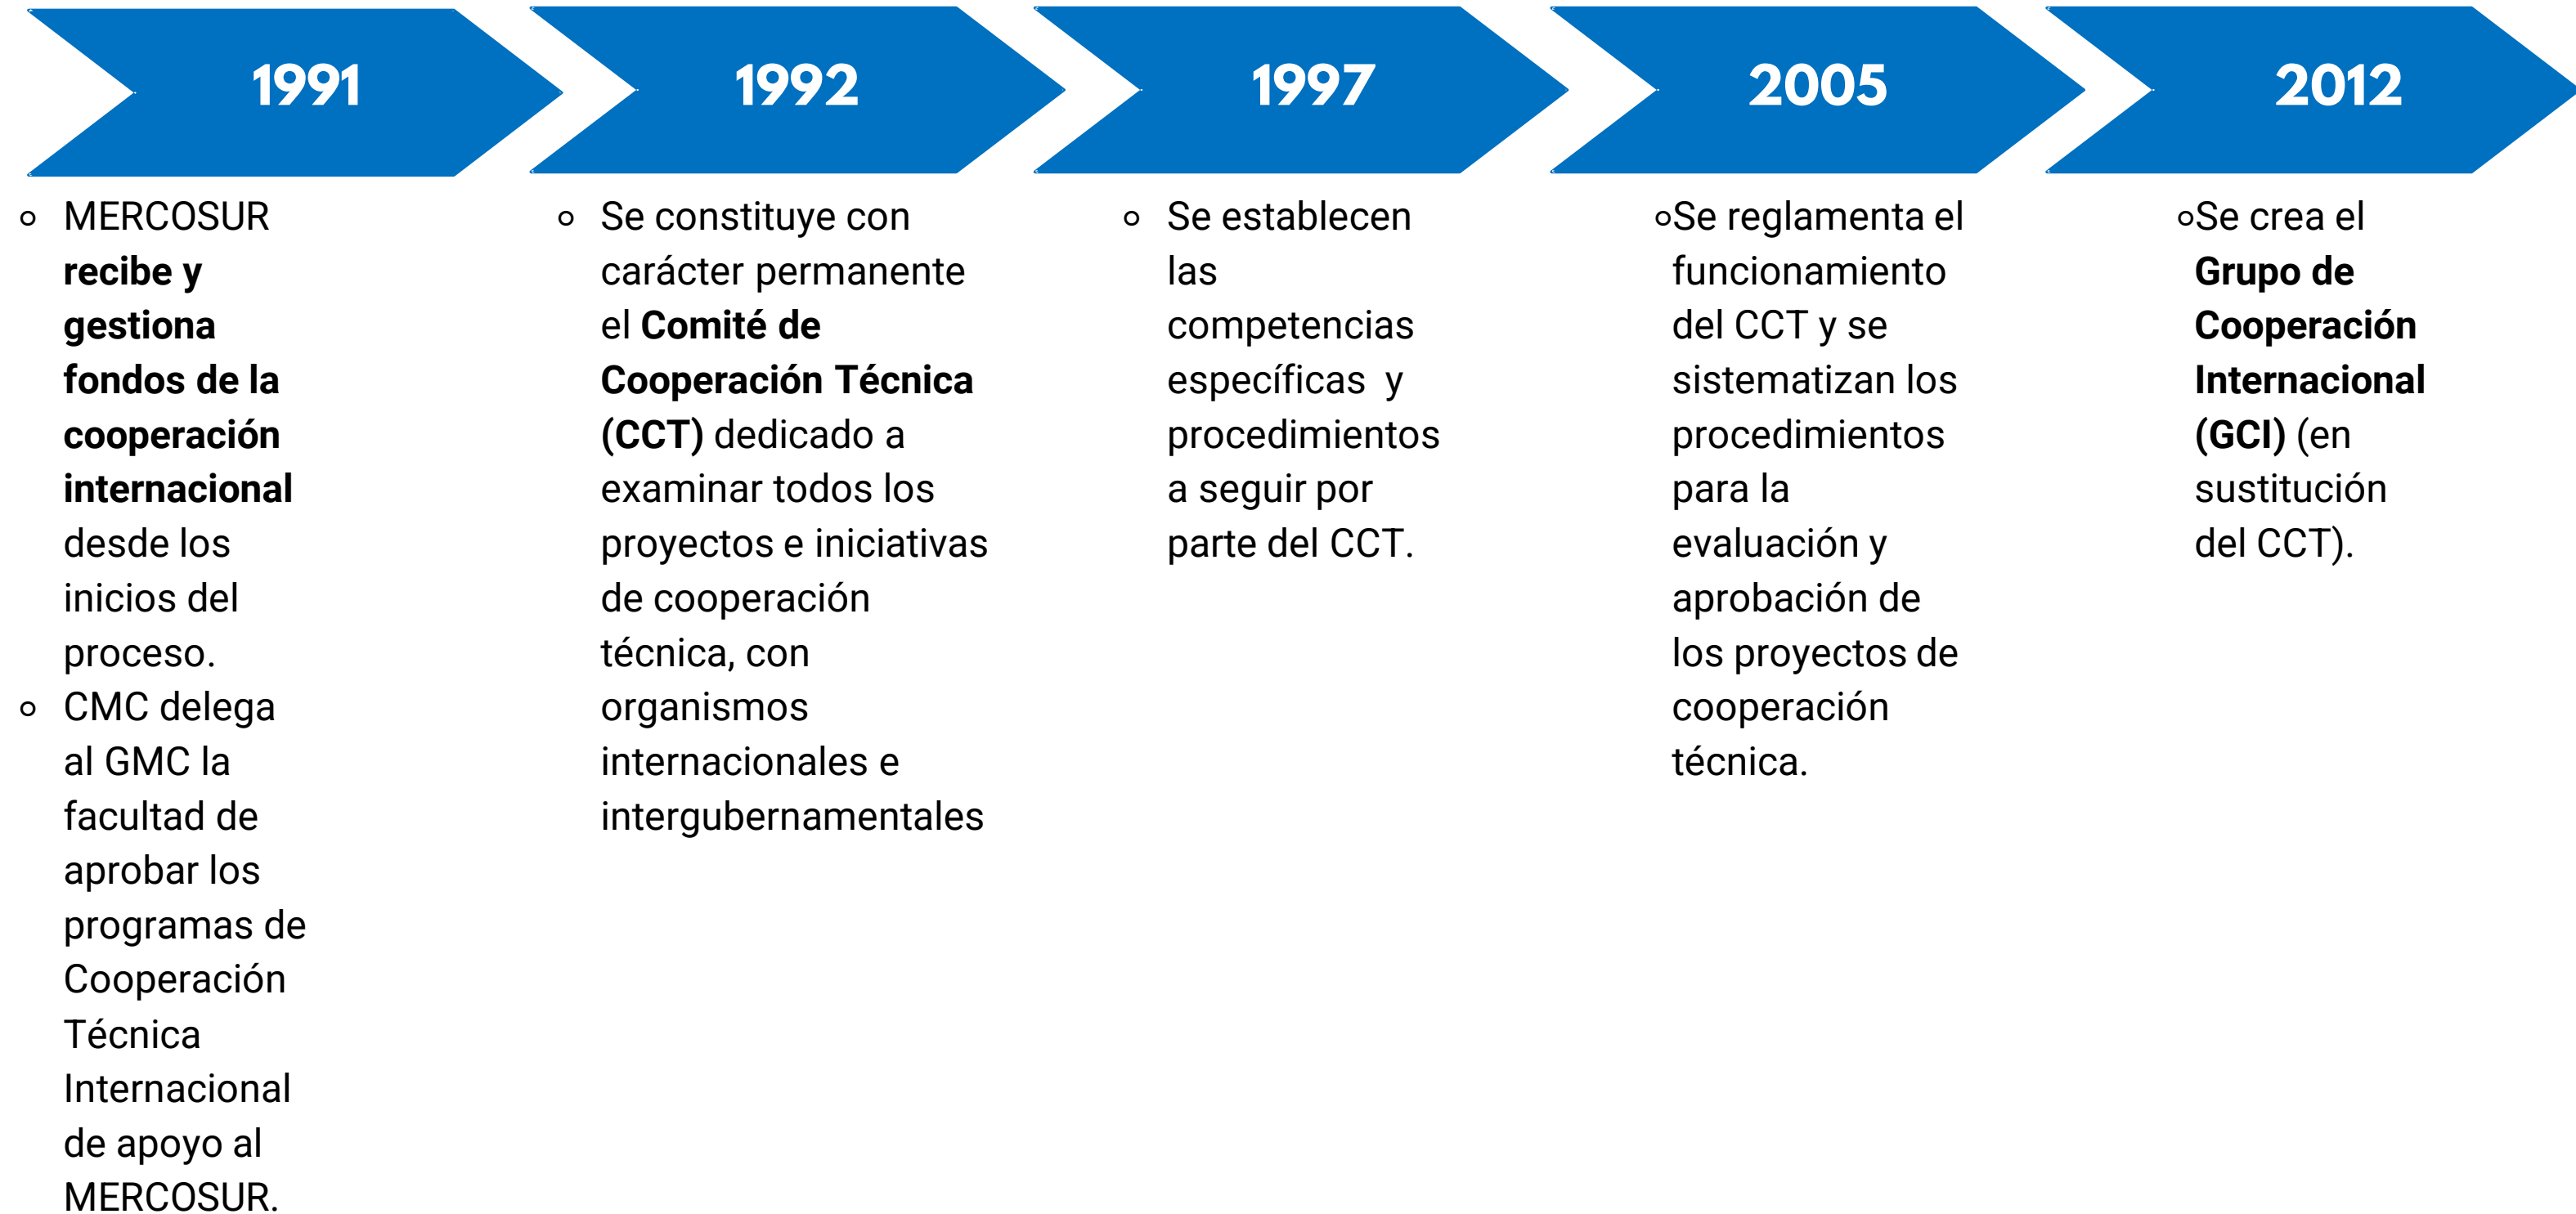 1991
MERCOSUR
recibe y
gestiona
fondos de la
cooperación
internacional
desde los
inicios del
proceso.
CMC delega
al GMC la
facultad de
aprobar los
programas de
Cooperación
Técnica
Internacional
de apoyo al
MERCOSUR.
1992
Se constituye con
carácter permanente
el Comité de
Cooperación Técnica
(CCT) dedicado a
examinar todos los
proyectos e iniciativas
de cooperación
técnica, con
organismos
internacionales e
intergubernamentales
1997
Se establecen
las
competencias
específicas y
procedimientos
a seguir por
parte del CCT.
2005
Se reglamenta el
funcionamiento
del CCT y se
sistematizan los
procedimientos
para la
evaluación y
aprobación de
los proyectos de
cooperación
técnica.
2012
Se crea el
Grupo de
Cooperación
Internacional
(GCI) (en
sustitución
del CCT).